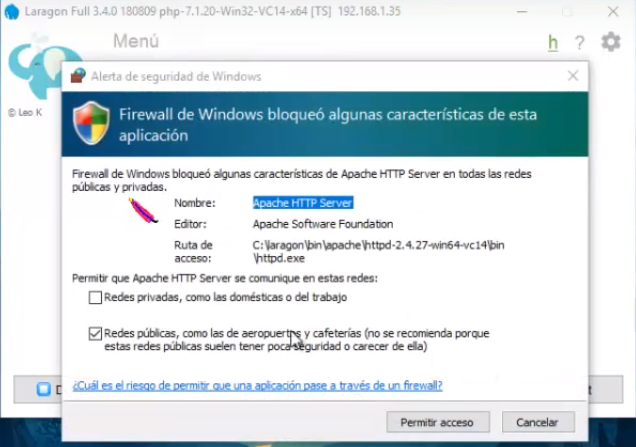 Laragon Full 3.4.0 180809 php-7.1.20-Win32-VC14-x64 [TS] 192.168.1.35
Menú
h ?
© Leo K
Alerta de seguridad de Windows
Firewall de Windows bloqueó algunas características de esta
aplicación
Firewall de Windows bloqueó algunas características de Apache HTTP Server en todas las redes
públicas y privadas.
Nombre: Apache HTTP Server
Editor: Apache Software Foundation
Ruta de C:\laragon\bin\apache\httpd-2.4.27-win64-vc14\bin
acceso: \httpd.exe
Permitir que Apache HTTP Server se comunique en estas redes:
Redes privadas, como las domésticas o del trabajo
Redes públicas, como las de aeropuertos y cafeterías (no se recomienda porque
estas redes públicas suelen tener poca seguridad o carecer de ella)
¿Cuál es el riesgo de permitir que una aplicación pase a través de un firewall?
Permitir acceso Cancelar